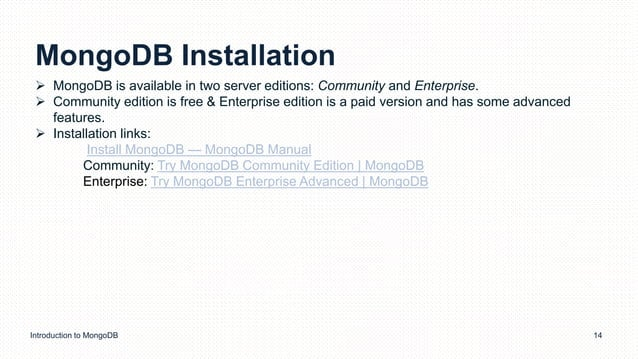 MongoDB Installation
➢ MongoDB is available in two server editions: Community and Enterprise.
➢ Community edition is free & Enterprise edition is a paid version and has some advanced
features.
➢ Installation links:
Install MongoDB — MongoDB Manual
Community: Try MongoDB Community Edition | MongoDB
Enterprise: Try MongoDB Enterprise Advanced | MongoDB
Introduction to MongoDB
14